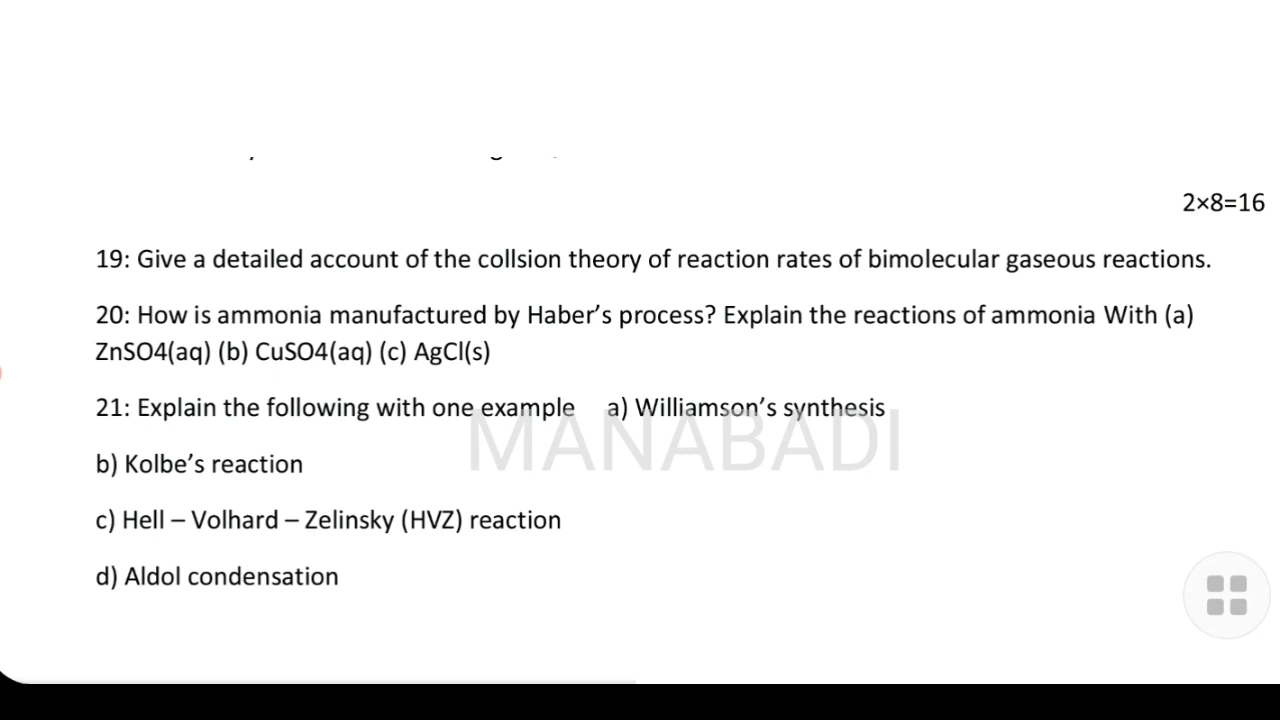 2×8=16
19: Give a detailed account of the collsion theory of reaction rates of bimolecular gaseous reactions.
20: How is ammonia manufactured by Haber’s process? Explain the reactions of ammonia With (a)
ZnSO4(aq) (b) CuSO4(aq) (c) AgCl(s)
21: Explain the following with one example a) Williamson’s synthesis
MANABADI
b) Kolbe’s reaction
c) Hell – Volhard – Zelinsky (HVZ) reaction
d) Aldol condensation